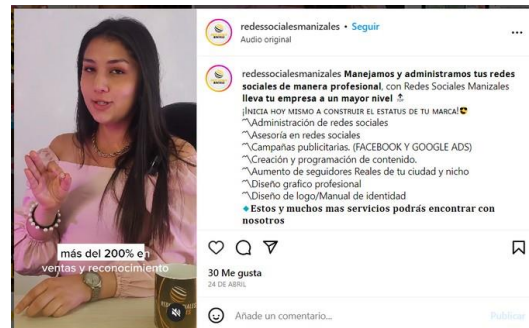 redessocialesmanizales • Seguir
Audio original
redessocialesmanizales Manejamos y administramos tus redes
sociales de manera profesional, con Redes Sociales Manizales
lleva tu empresa a un mayor nivel
¡INICIA HOY MISMO A CONSTRUIR EL ESTATUS DE TU MARCA!
Administración de redes sociales
Asesoría en redes sociales
Campañas publicitarias. (FACEBOOK Y GOOGLE ADS)
Creación y programación de contenido.
Aumento de seguidores Reales de tu ciudad y nicho
Diseño grafico profesional
Diseño de logo/Manual de identidad
Estos y muchos mas servicios podrás encontrar con
nosotros
más del 200% en
ventas y reconocimiento
30 Me gusta
24 DE ABRIL
Añade un comentario...
Publicar